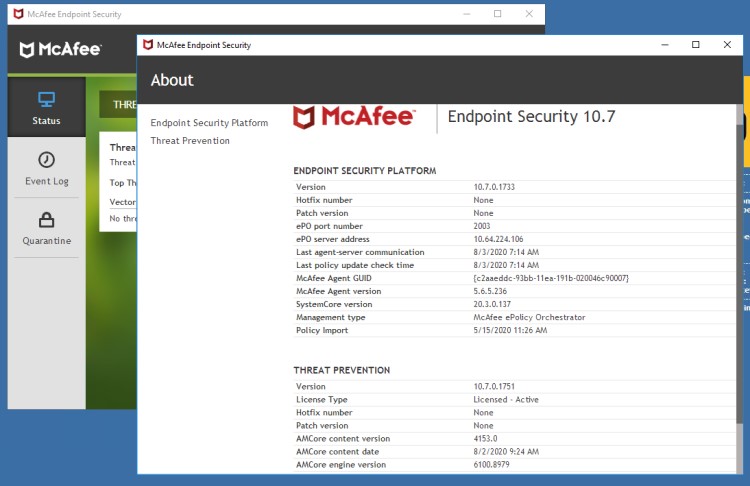 McAfee Endpoint Security
McAfee
Status
Event Log
Quarantine
THRE
Threa
Threat
Top Th
Vector
No thre
McAfee Endpoint Security
About
Endpoint Security Platform
Threat Prevention
McAfee™ Endpoint Security 10.7
ENDPOINT SECURITY PLATFORM
Version 10.7.0.1733
Hotfix number None
Patch version None
ePO port number 2003
ePO server address 10.64.224.106
Last agent-server communication 8/3/2020 7:14 AM
Last policy update check time 8/3/2020 7:14 AM
McAfee Agent GUID {c2aaeddc-93bb-11ea-191b-020046c90007}
McAfee Agent version 5.6.5.236
SystemCore version 20.3.0.137
Management type McAfee ePolicy Orchestrator
Policy Import 5/15/2020 11:26 AM
THREAT PREVENTION
Version 10.7.0.1751
License Type Licensed - Active
Hotfix number None
Patch version None
AMCore content version 4153.0
AMCore content date 8/2/2020 9:24 AM
AMCore engine version 6100.8979